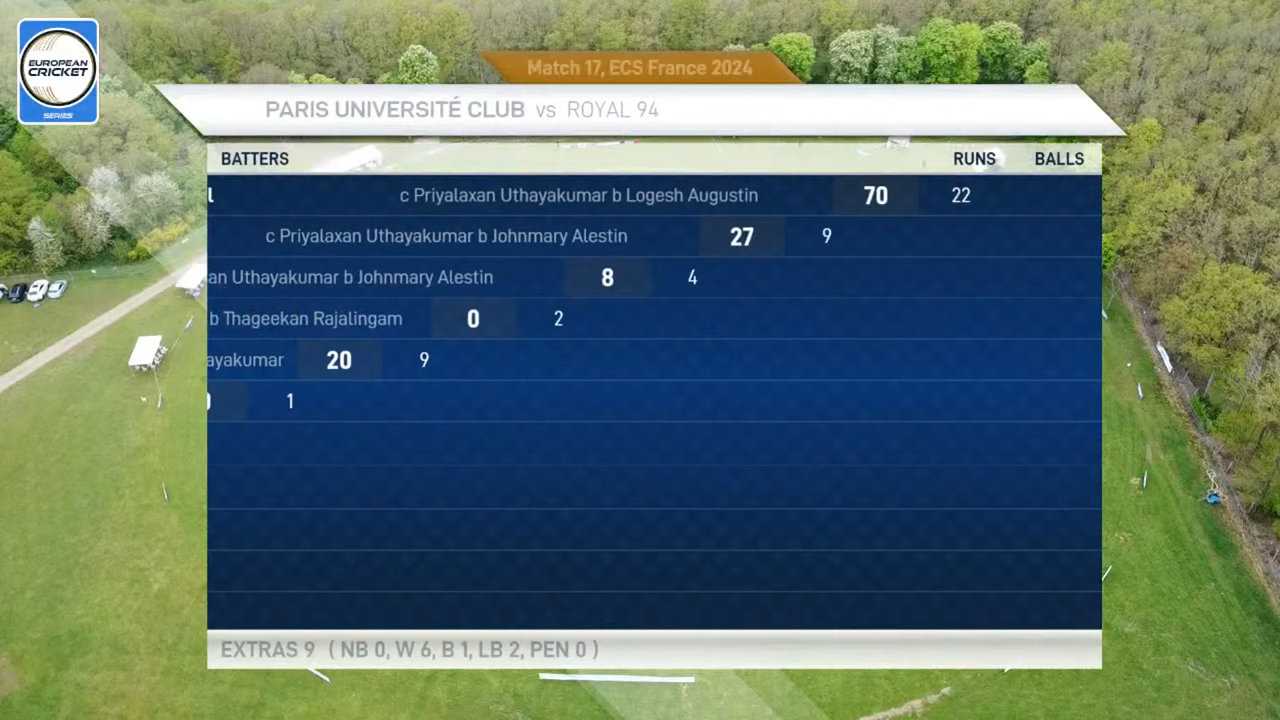 EUROPEAN
CRICKET
SERIES
Match 17, ECS France 2024
PARIS UNIVERSITÉ CLUB vs ROYAL 94
BATTERS RUNS BALLS
c Priyalaxan Uthayakumar b Logesh Augustin 70 22
c Priyalaxan Uthayakumar b Johnmary Alestin 27 9
an Uthayakumar b Johnmary Alestin 8 4
b Thageekan Rajalingam 0 2
ayakumar 20 9
1
EXTRAS 9 ( NB 0, W 6, B 1, LB 2, PEN 0 )